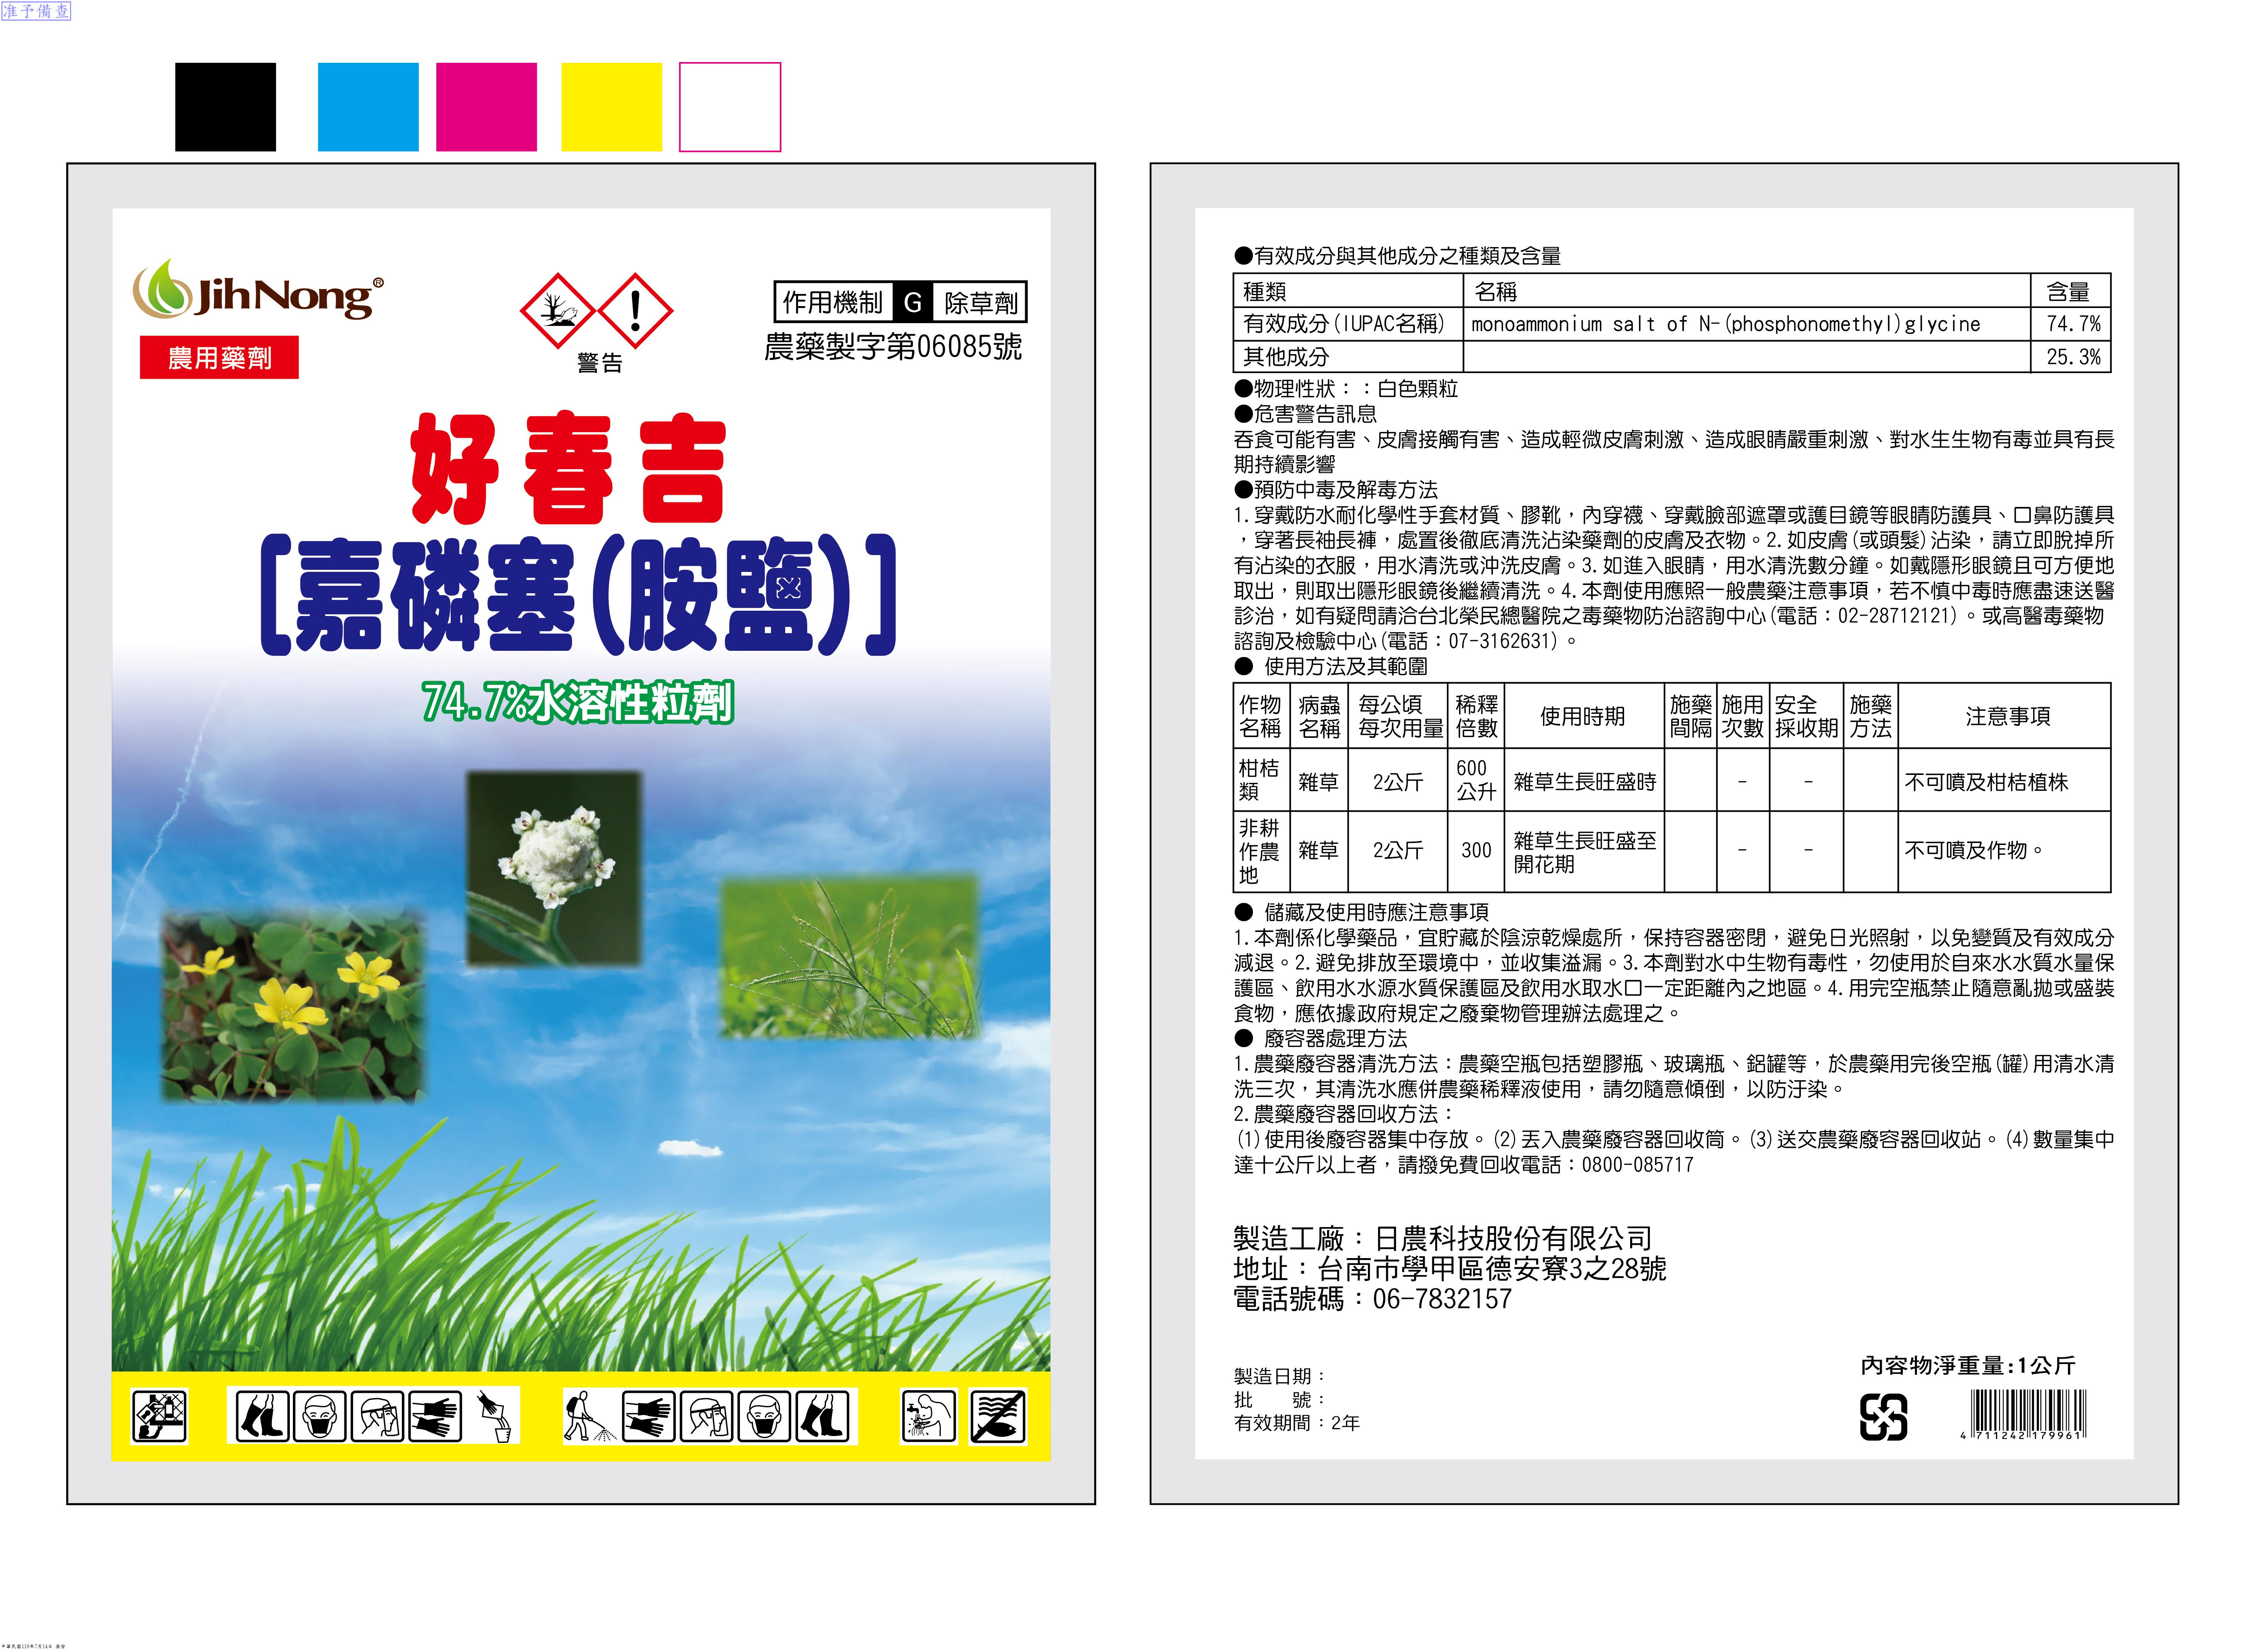 准予備查
JihNong®
農用藥劑
警告
作用機制 G 除草劑
農藥製字第06085號
好春吉
[嘉磷塞(胺鹽)]
74.7%水溶性粒劑
●有效成分與其他成分之種類及含量
種類 名稱 含量
有效成分(IUPAC名稱) monoammonium salt of N-(phosphonomethyl)glycine 74.7%
其他成分 25.3%
●物理性狀：：白色顆粒
●危害警告訊息
吞食可能有害、皮膚接觸有害、造成輕微皮膚刺激、造成眼睛嚴重刺激、對水生生物有毒並具有長
期持續影響
●預防中毒及解毒方法
1.穿戴防水耐化學性手套材質、膠靴，內穿襪、穿戴臉部遮罩或護目鏡等眼睛防護具、口鼻防護具
，穿著長袖長褲，處置後徹底清洗沾染藥劑的皮膚及衣物。2.如皮膚(或頭髮)沾染，請立即脫掉所
有沾染的衣服，用水清洗或沖洗皮膚。3.如進入眼睛，用水清洗數分鐘。如戴隱形眼鏡且可方便地
取出，則取出隱形眼鏡後繼續清洗。4.本劑使用應照一般農藥注意事項，若不慎中毒時應盡速送醫
診治，如有疑問請洽台北榮民總醫院之毒藥物防治諮詢中心(電話：02-28712121)。或高醫毒藥物
諮詢及檢驗中心(電話：07-3162631)。
● 使用方法及其範圍
作物名稱 病蟲名稱 每公頃每次用量 稀釋倍數 使用時期 施藥間隔 施用次數 安全採收期 施藥方法 注意事項
柑桔類 雜草 2公斤 600公升 雜草生長旺盛時 - - 不可噴及柑桔植株
非耕作農地 雜草 2公斤 300 雜草生長旺盛至開花期 - - 不可噴及作物。
● 儲藏及使用時應注意事項
1.本劑係化學藥品，宜貯藏於陰涼乾燥處所，保持容器密閉，避免日光照射，以免變質及有效成分
減退。2.避免排放至環境中，並收集溢漏。3.本劑對水中生物有毒性，勿使用於自來水水質水量保
護區、飲用水水源水質保護區及飲用水取水口一定距離內之地區。4.用完空瓶禁止隨意亂拋或盛裝
食物，應依據政府規定之廢棄物管理辦法處理之。
● 廢容器處理方法
1.農藥廢容器清洗方法：農藥空瓶包括塑膠瓶、玻璃瓶、鋁罐等，於農藥用完後空瓶(罐)用清水清
洗三次，其清洗水應併農藥稀釋液使用，請勿隨意傾倒，以防汙染。
2.農藥廢容器回收方法：
(1)使用後廢容器集中存放。(2)丟入農藥廢容器回收筒。(3)送交農藥廢容器回收站。(4)數量集中
達十公斤以上者，請撥免費回收電話：0800-085717
製造工廠：日農科技股份有限公司
地址：台南市學甲區德安寮3之28號
電話號碼：06-7832157
製造日期：
批　　號：
有效期間：2年
內容物淨重量:1公斤
4 711242 179961